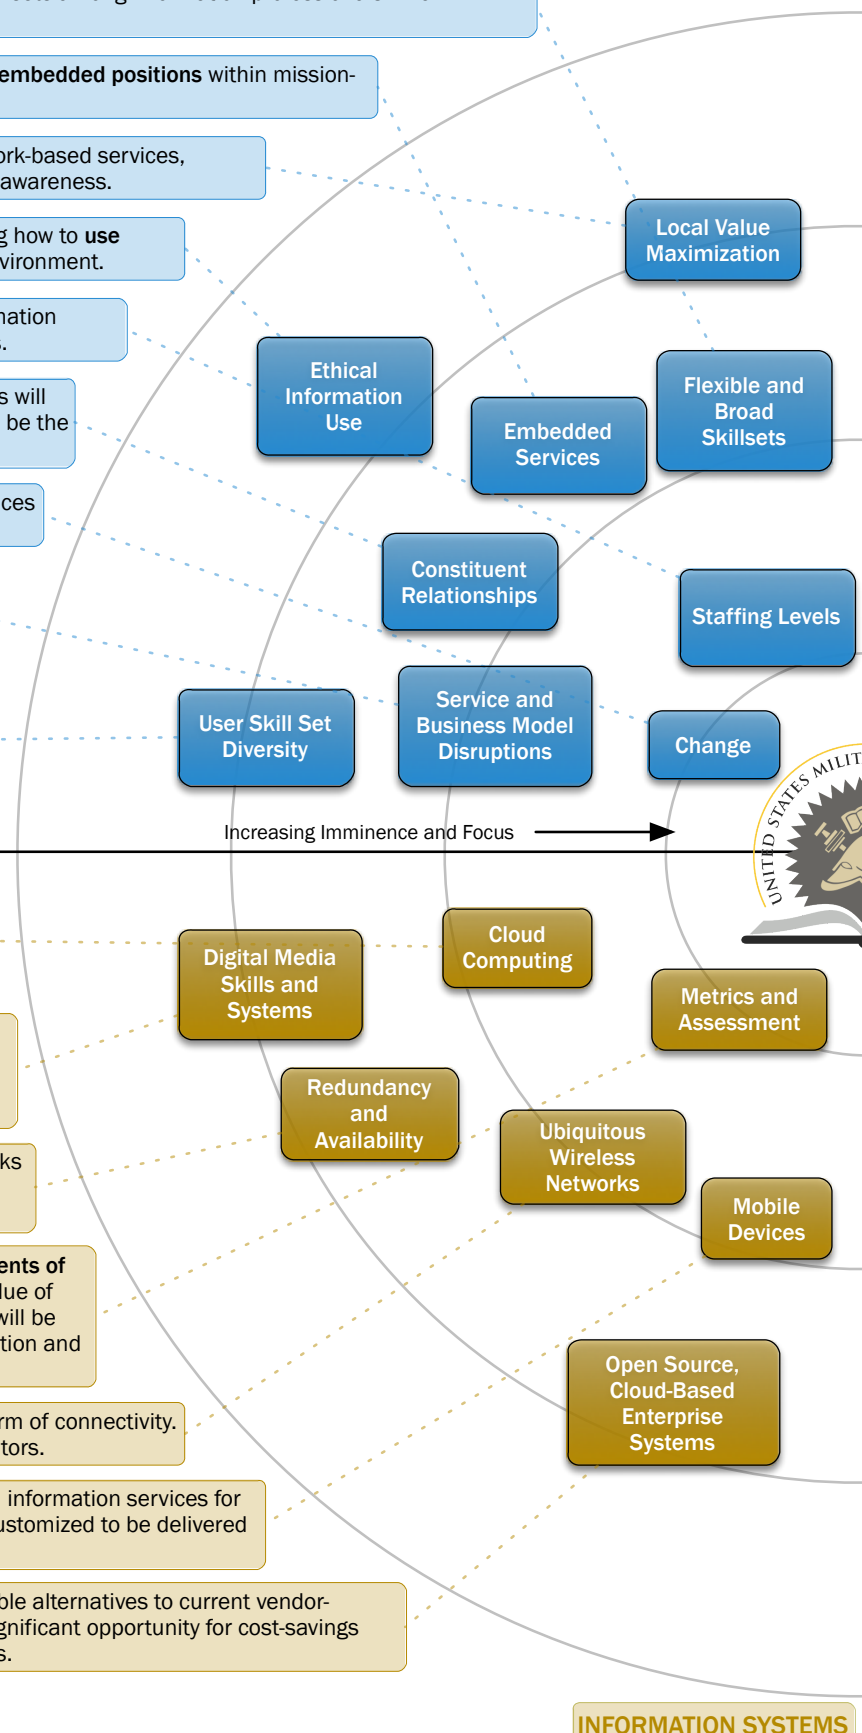 embedded positions within mission-
ork-based services,
awareness.
g how to use
vironment.
nation
s.
s will
be the
ces
Local Value
Maximization
Ethical
Information
Use
Embedded
Services
Flexible and
Broad
Skillsets
Constituent
Relationships
Staffing Levels
User Skill Set
Diversity
Service and
Business Model
Disruptions
Change
UNITED STATES MILIT
Increasing Imminence and Focus
Cloud
Computing
Digital Media
Skills and
Systems
Metrics and
Assessment
Redundancy
and
Availability
Ubiquitous
Wireless
Networks
Mobile
Devices
ks
ents of
lue of
will be
tion and
Open Source,
Cloud-Based
Enterprise
Systems
rm of connectivity.
tors.
information services for
ustomized to be delivered
ble alternatives to current vendor-
gnificant opportunity for cost-savings
s.
INFORMATION SYSTEMS